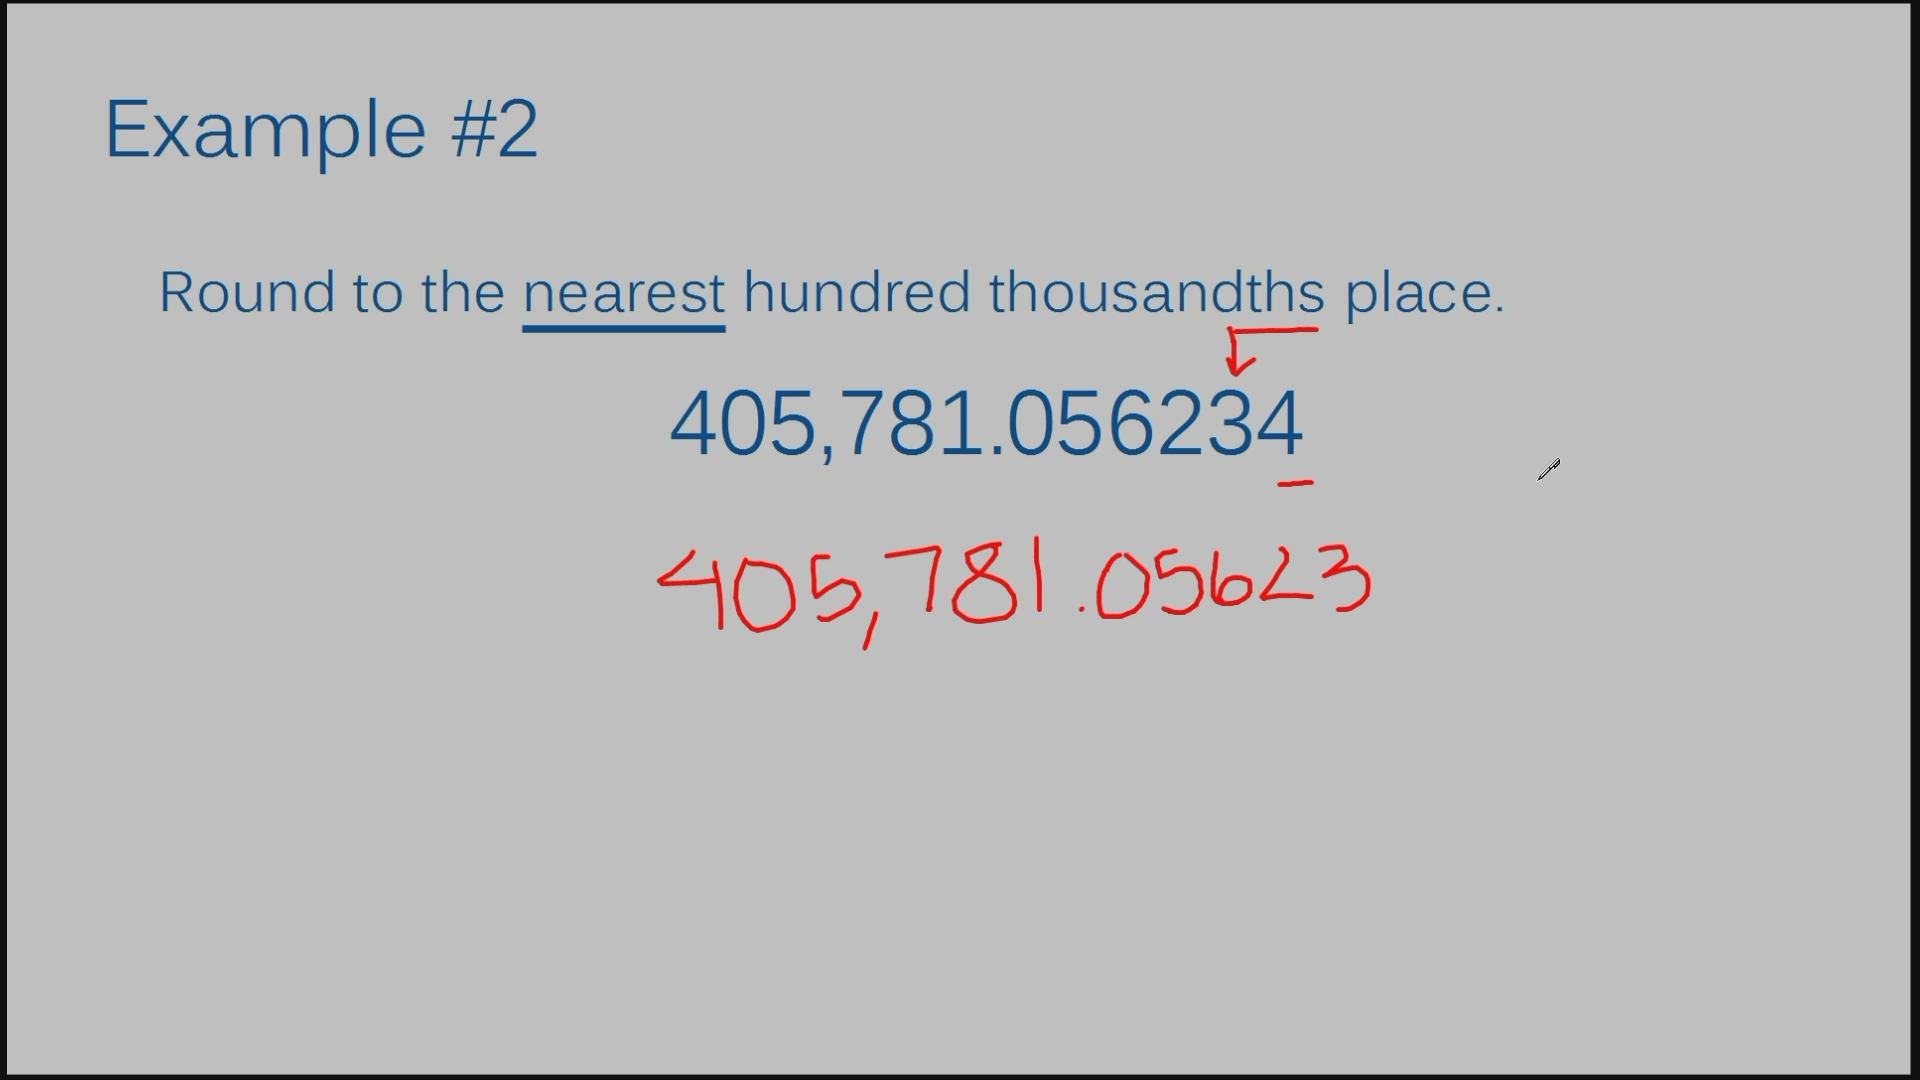 Example #2
Round to the nearest hundred thousandths place.
405,781.056234
405,781.05623